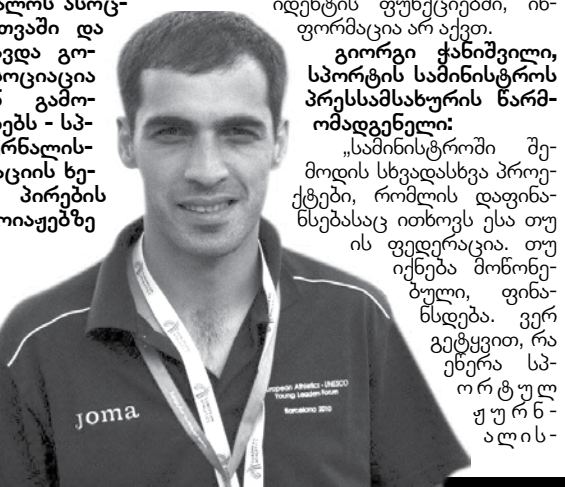 ალოს ასოც-
თვაში და
ავდა გო-
ოციაცია
გამო-
ებს - სპ-
რნალის-
აციის ხე-
პირების
ოიაჟებზე
იდენტის ფუნქციებში, ინ-
ფორმაცია არ აქვთ.
გიორგი ჭანიშვილი,
სპორტის სამინისტროს
პრესსამსახურის წარმ-
ომადგენელი:
„სამინისტროში შე-
მოდის სხვადასხვა პროე-
ქტები, რომლის დაფინა-
ნსებასაც ითხოვს ესა თუ
ის ფედერაცია. თუ
იქნება მოწონე-
ბული, ფინა-
ნსდება. ვერ
გეტყვით, რა
ეწერა სპ-
ორტულ
ჟურნ-
ალის-
European Athletics - UNESCO
Young Leaders Forum
Barcelona 2010
Joma